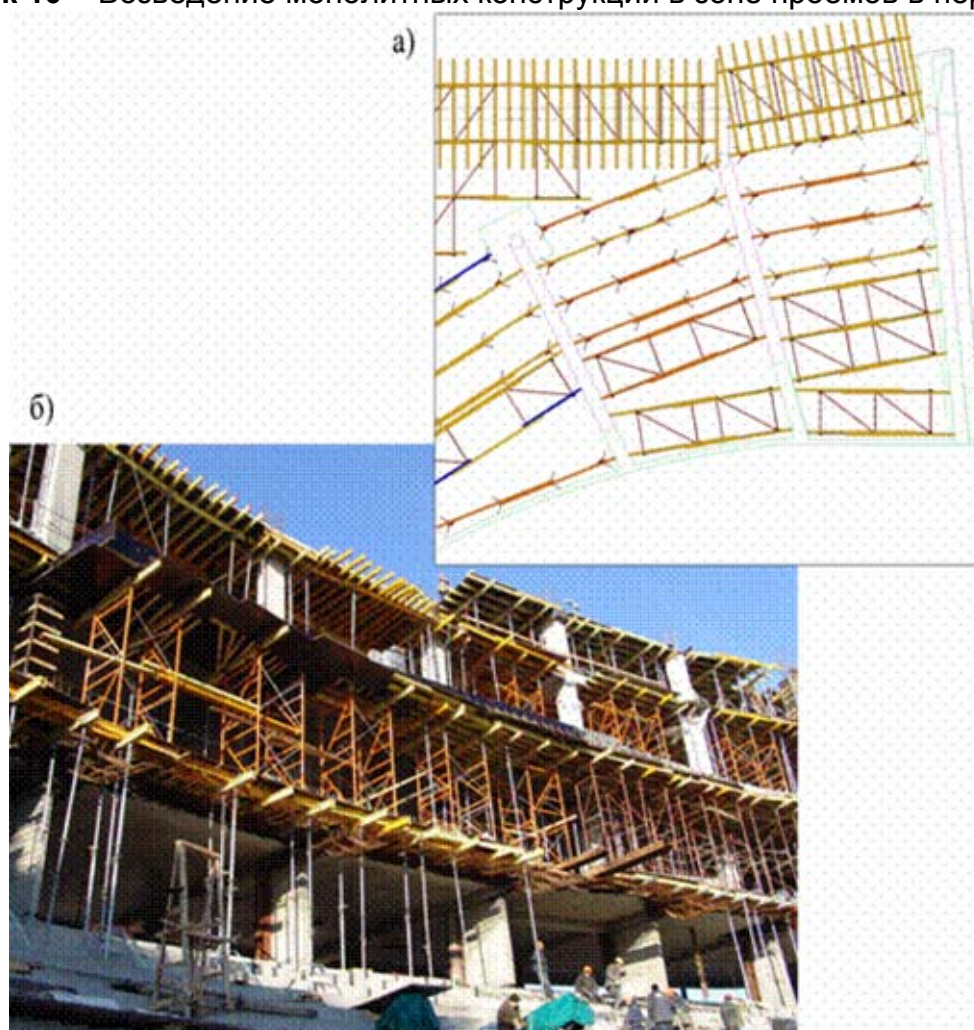 Возведение монолитных конструкций в зоне проемов в
а)
б)